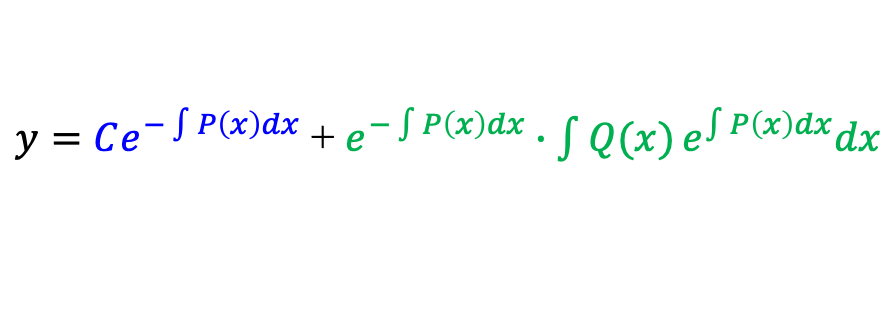 y = Ce^{-∫ P(x)dx} + e^{-∫ P(x)dx} · ∫ Q(x) e^{∫ P(x)dx} dx